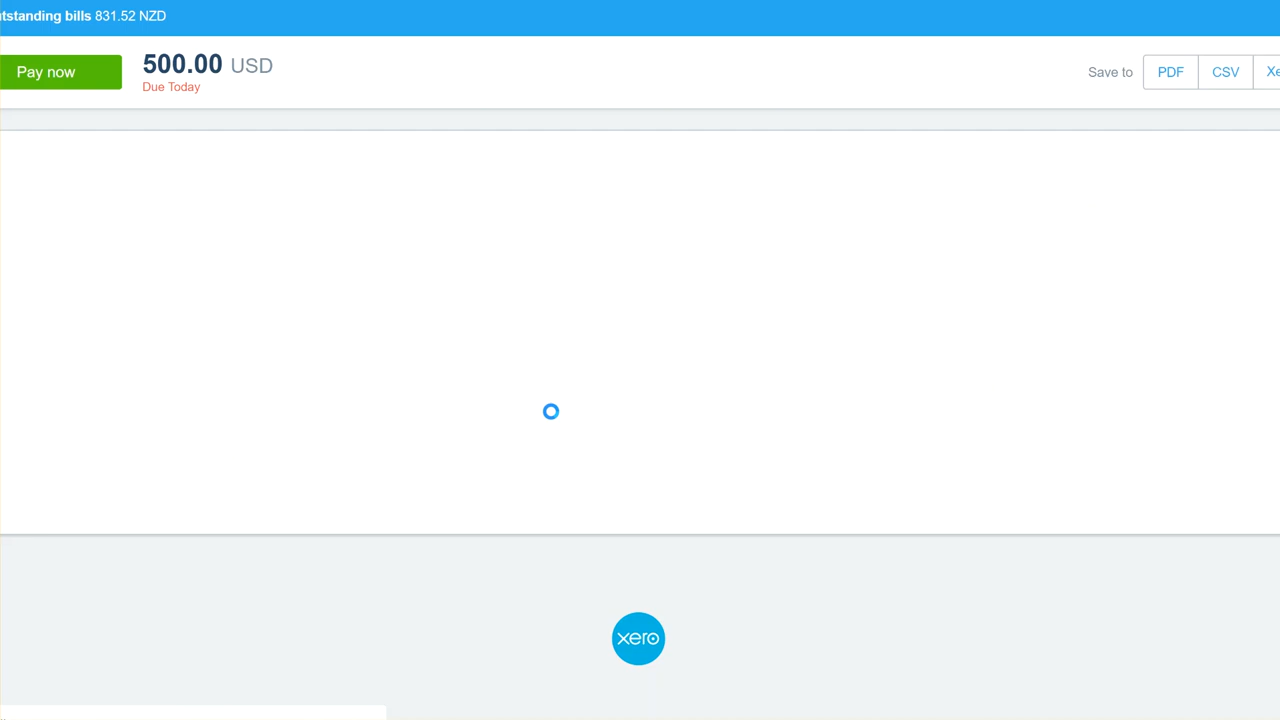 tstanding bills 831.52 NZD
Pay now
500.00 USD
Due Today
Save to
PDF
CSV
Xe
xero